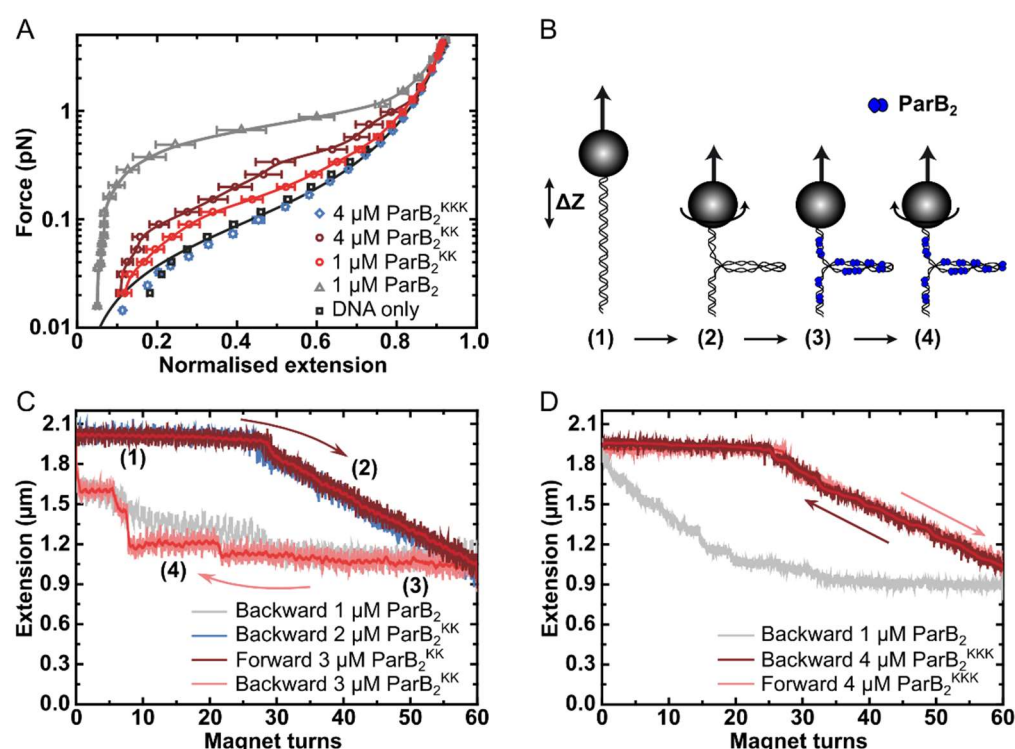 A
Force (pN)
1
0.1
0.01
4 µM ParB₂ᴷᴷᴷ
4 µM ParB₂ᴷᴷ
1 µM ParB₂ᴷᴷ
1 µM ParB₂
DNA only
0.0 0.2 0.4 0.6 0.8 1.0
Normalised extension
B
ParB₂
ΔZ
(1) (2) (3) (4)
C
Extension (µm)
2.1
1.8
1.5
1.2
0.9
0.6
0.3
0.0
(1)
(2)
(4)
(3)
Backward 1 µM ParB₂
Backward 2 µM ParB₂ᴷᴷ
Forward 3 µM ParB₂ᴷᴷ
Backward 3 µM ParB₂ᴷᴷ
0 10 20 30 40 50 60
Magnet turns
D
Extension (µm)
2.1
1.8
1.5
1.2
0.9
0.6
0.3
0.0
Backward 1 µM ParB₂
Backward 4 µM ParB₂ᴷᴷᴷ
Forward 4 µM ParB₂ᴷᴷᴷ
0 10 20 30 40 50 60
Magnet turns